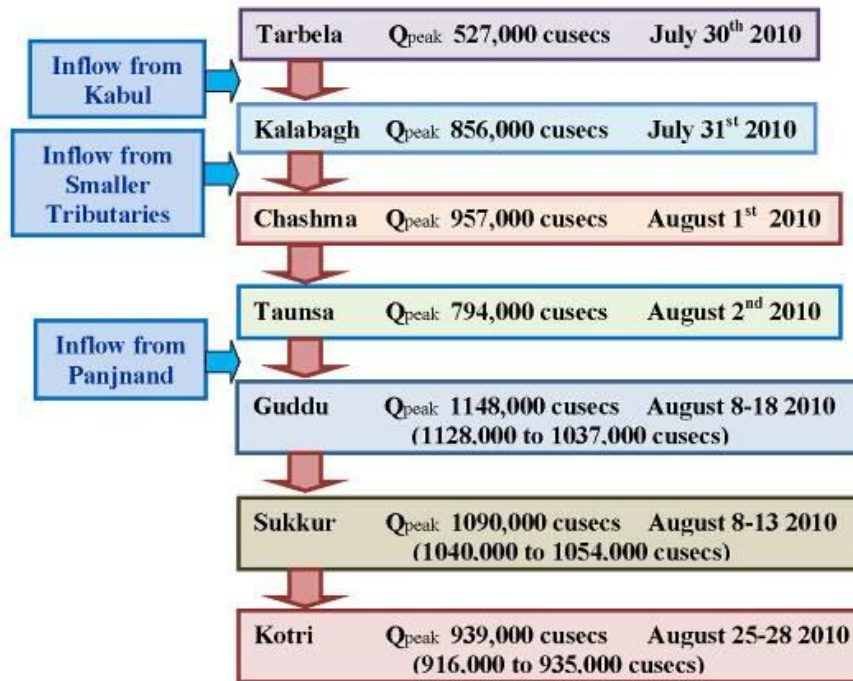 Tarbela Qpeak 527,000 cusecs July 30th 2010
Inflow from
Kabul
Kalabagh Qpeak 856,000 cusecs July 31st 2010
Inflow from
Smaller
Tributaries
Chashma Qpeak 957,000 cusecs August 1st 2010
Taunsa Qpeak 794,000 cusecs August 2nd 2010
Inflow from
Panjnand
Guddu Qpeak 1148,000 cusecs August 8-18 2010
(1128,000 to 1037,000 cusecs)
Sukkur Qpeak 1090,000 cusecs August 8-13 2010
(1040,000 to 1054,000 cusecs)
Kotri Qpeak 939,000 cusecs August 25-28 2010
(916,000 to 935,000 cusecs)